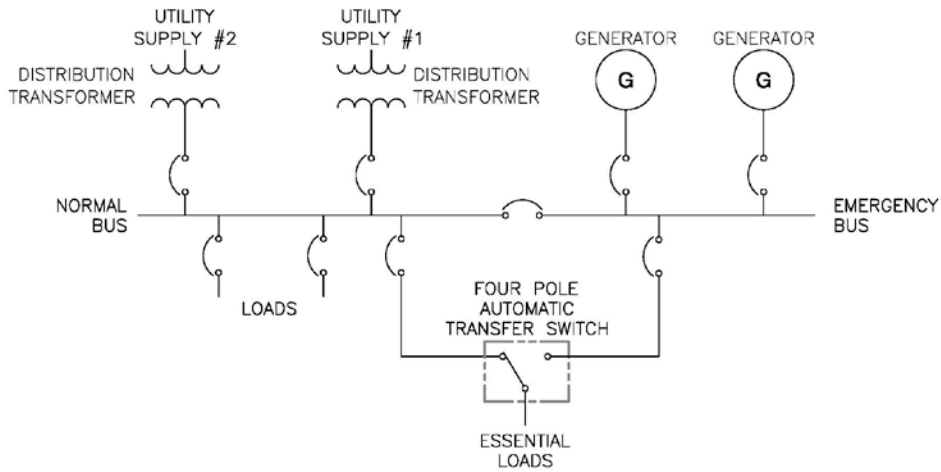 UTILITY
SUPPLY #2
UTILITY
SUPPLY #1
GENERATOR
GENERATOR
DISTRIBUTION
TRANSFORMER
DISTRIBUTION
TRANSFORMER
G
G
NORMAL
BUS
EMERGENCY
BUS
LOADS
FOUR POLE
AUTOMATIC
TRANSFER SWITCH
ESSENTIAL
LOADS